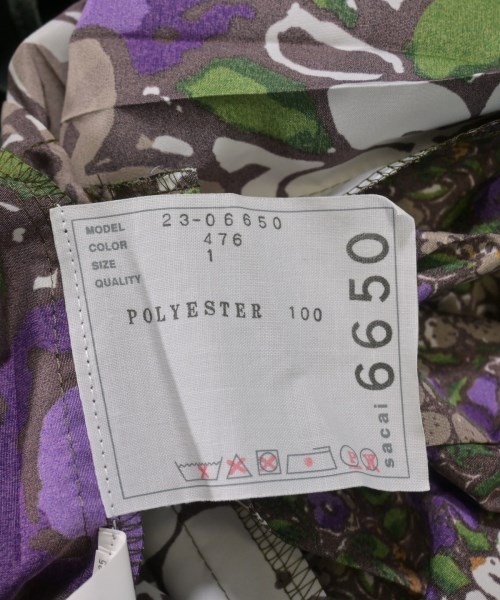 MODEL 23-06650
COLOR 476
SIZE 1
QUALITY
POLYESTER 100
sacai 6650
P